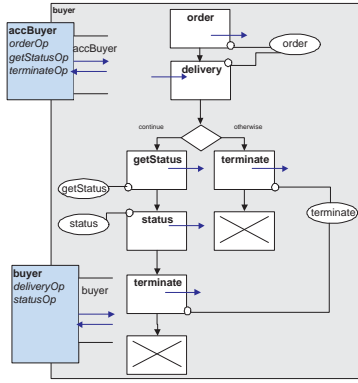 buyer
accBuyer
orderOp
getStatusOp
terminateOp
accBuyer
order
order
delivery
continue
otherwise
getStatus
terminate
getStatus
status
status
terminate
buyer
deliveryOp
statusOp
buyer
terminate